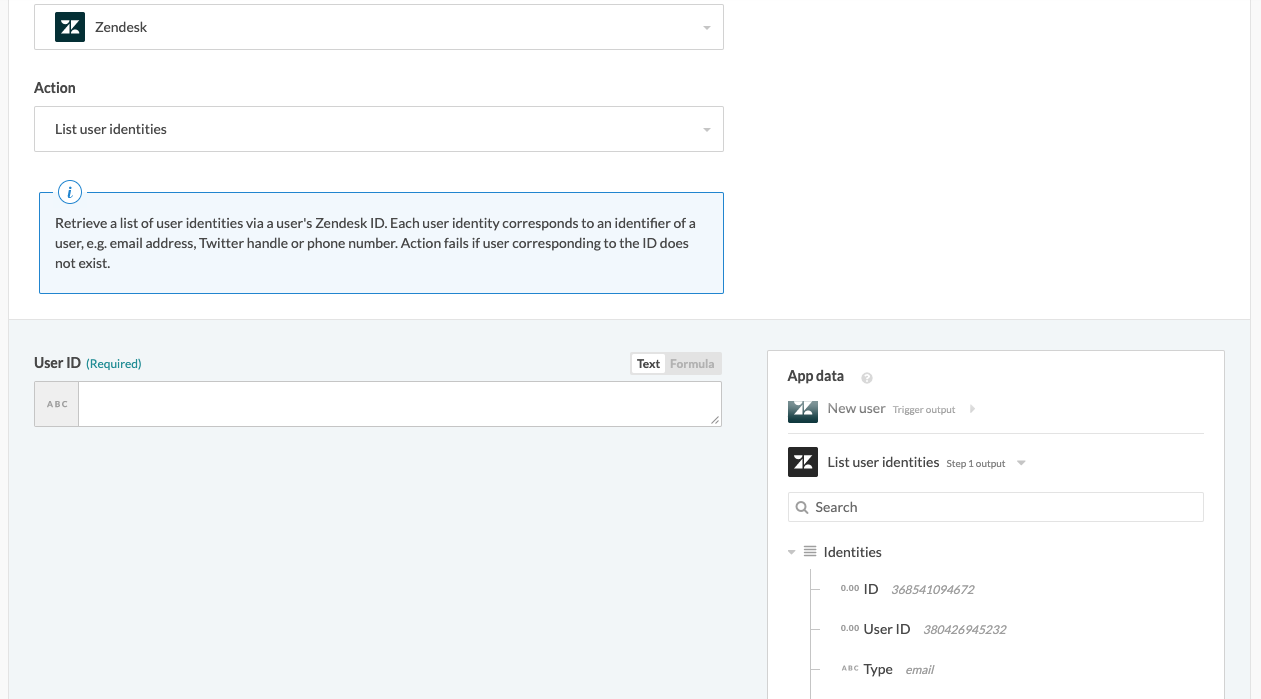 Zendesk
Action
List user identities
i
Retrieve a list of user identities via a user's Zendesk ID. Each user identity corresponds to an identifier of a
user, e.g. email address, Twitter handle or phone number. Action fails if user corresponding to the ID does
not exist.
User ID (Required)
Text Formula
ABC
App data ?
New user Trigger output
List user identities Step 1 output
Search
Identities
0.00 ID 368541094672
0.00 User ID 380426945232
ABC Type email